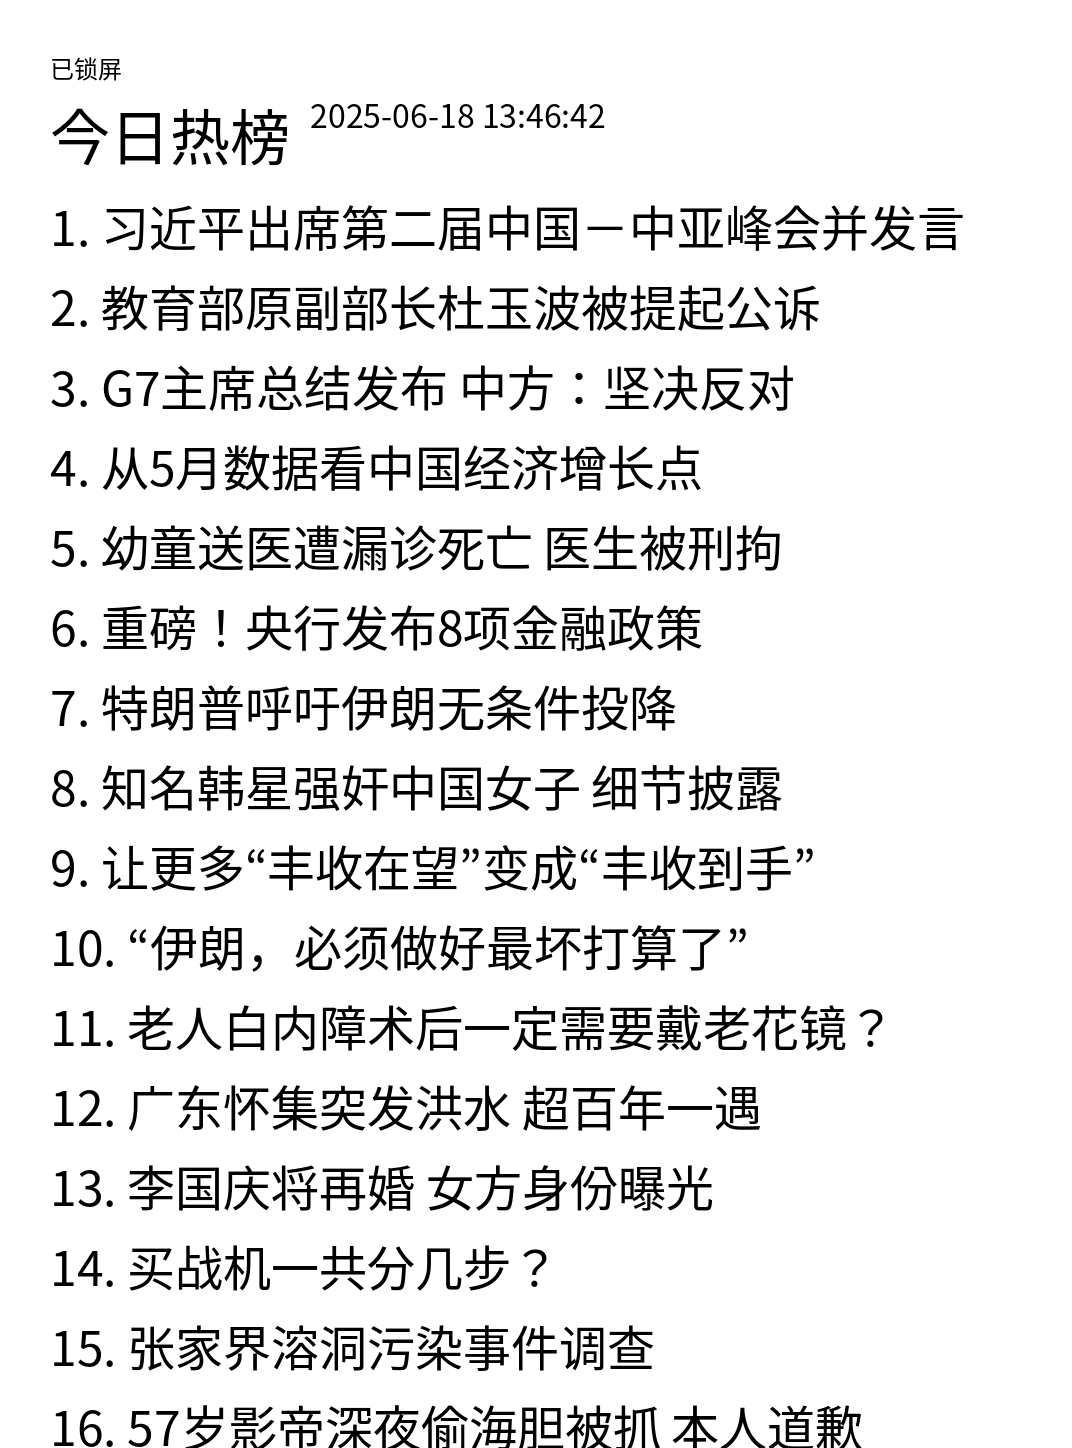 已锁屏
今日热榜 2025-06-18 13:46:42
1. 习近平出席第二届中国－中亚峰会并发言
2. 教育部原副部长杜玉波被提起公诉
3. G7主席总结发布 中方：坚决反对
4. 从5月数据看中国经济增长点
5. 幼童送医遭漏诊死亡 医生被刑拘
6. 重磅！央行发布8项金融政策
7. 特朗普呼吁伊朗无条件投降
8. 知名韩星强奸中国女子 细节披露
9. 让更多“丰收在望”变成“丰收到手”
10. “伊朗，必须做好最坏打算了”
11. 老人白内障术后一定需要戴老花镜？
12. 广东怀集突发洪水 超百年一遇
13. 李国庆将再婚 女方身份曝光
14. 买战机一共分几步？
15. 张家界溶洞污染事件调查
16. 57岁影帝深夜偷海胆被抓 本人道歉